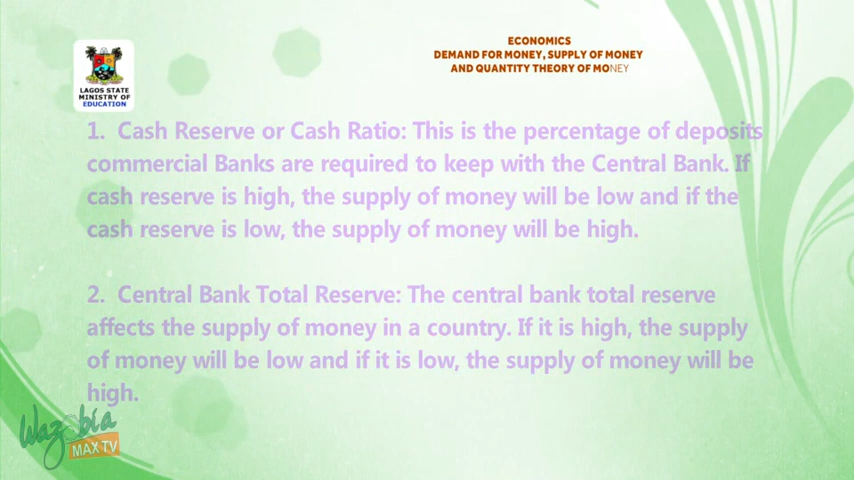 ECONOMICS
DEMAND FOR MONEY, SUPPLY OF MONEY
AND QUANTITY THEORY OF MONEY
LAGOS STATE
MINISTRY OF
EDUCATION
1. Cash Reserve or Cash Ratio: This is the percentage of deposits
commercial Banks are required to keep with the Central Bank. If
cash reserve is high, the supply of money will be low and if the
cash reserve is low, the supply of money will be high.
2. Central Bank Total Reserve: The central bank total reserve
affects the supply of money in a country. If it is high, the supply
of money will be low and if it is low, the supply of money will be
high.
Wazobia
MAX TV